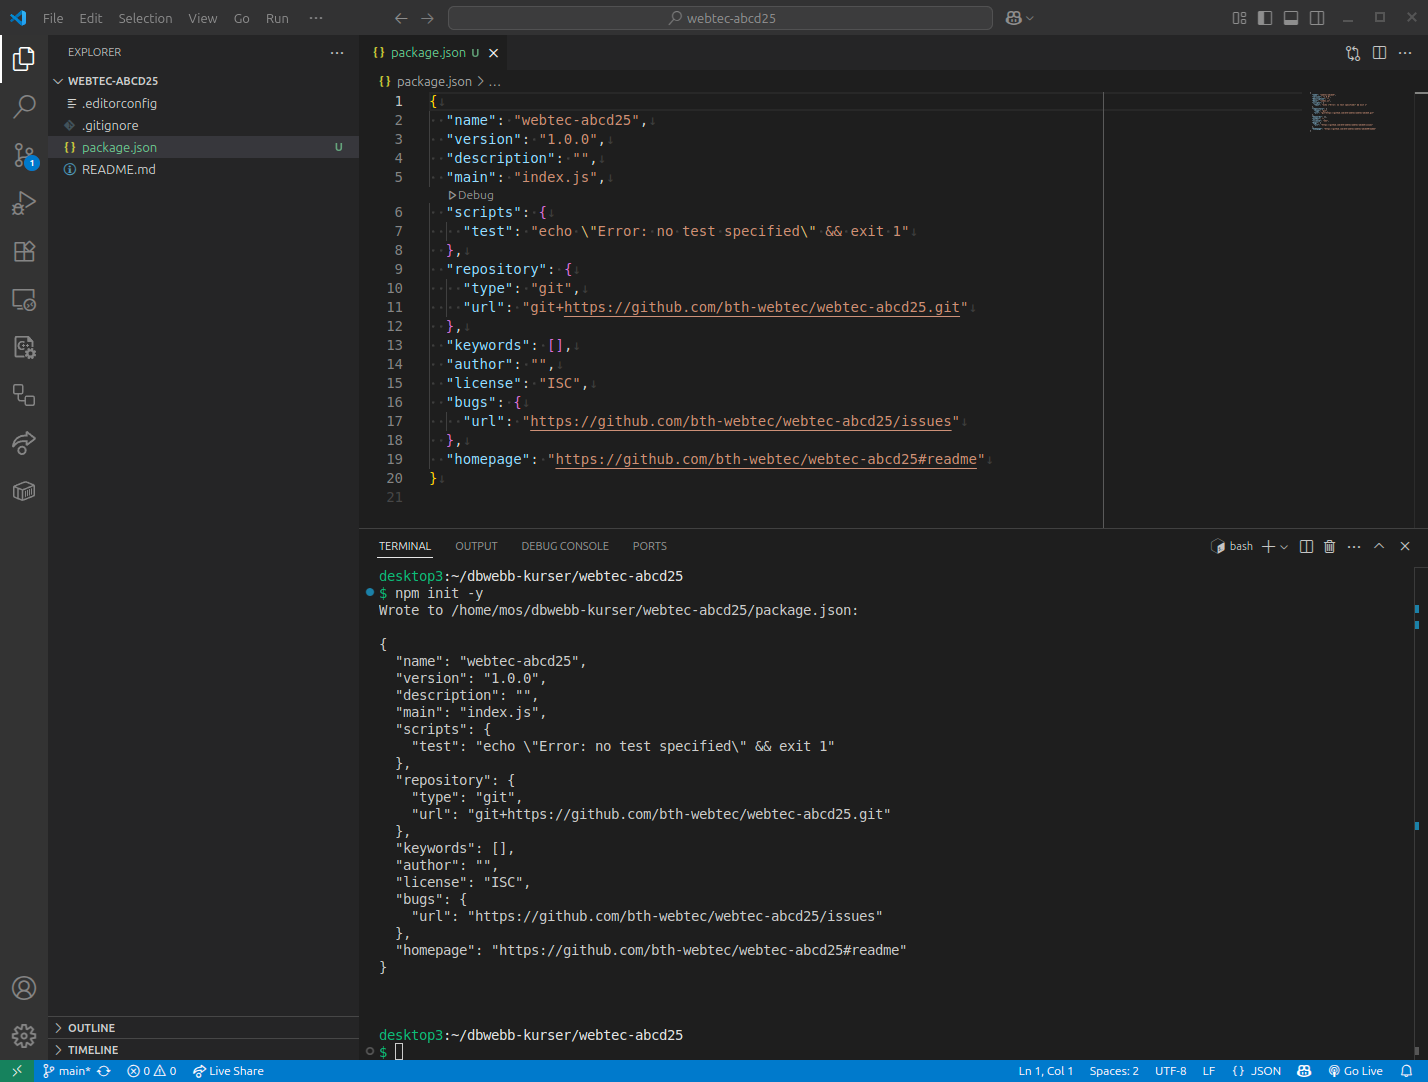 File Edit Selection View Go Run ··· webtec-abcd25
EXPLORER ···
WEBTEC-ABCD25
.editorconfig
.gitignore
{} package.json U
README.md
1
{} package.json U
{} package.json > ...
1 {
2 "name": "webtec-abcd25",
3 "version": "1.0.0",
4 "description": "",
5 "main": "index.js",
Debug
6 "scripts": {
7 "test": "echo \"Error: no test specified\" && exit 1"
8 },
9 "repository": {
10 "type": "git",
11 "url": "git+https://github.com/bth-webtec/webtec-abcd25.git"
12 },
13 "keywords": [],
14 "author": "",
15 "license": "ISC",
16 "bugs": {
17 "url": "https://github.com/bth-webtec/webtec-abcd25/issues"
18 },
19 "homepage": "https://github.com/bth-webtec/webtec-abcd25#readme"
20 }
21
TERMINAL OUTPUT DEBUG CONSOLE PORTS bash
desktop3:~/dbwebb-kurser/webtec-abcd25
$ npm init -y
Wrote to /home/mos/dbwebb-kurser/webtec-abcd25/package.json:
{
"name": "webtec-abcd25",
"version": "1.0.0",
"description": "",
"main": "index.js",
"scripts": {
"test": "echo \"Error: no test specified\" && exit 1"
},
"repository": {
"type": "git",
"url": "git+https://github.com/bth-webtec/webtec-abcd25.git"
},
"keywords": [],
"author": "",
"license": "ISC",
"bugs": {
"url": "https://github.com/bth-webtec/webtec-abcd25/issues"
},
"homepage": "https://github.com/bth-webtec/webtec-abcd25#readme"
}
desktop3:~/dbwebb-kurser/webtec-abcd25
$
OUTLINE
TIMELINE
main* 0 0 Live Share Ln 1, Col 1 Spaces: 2 UTF-8 LF {} JSON Go Live